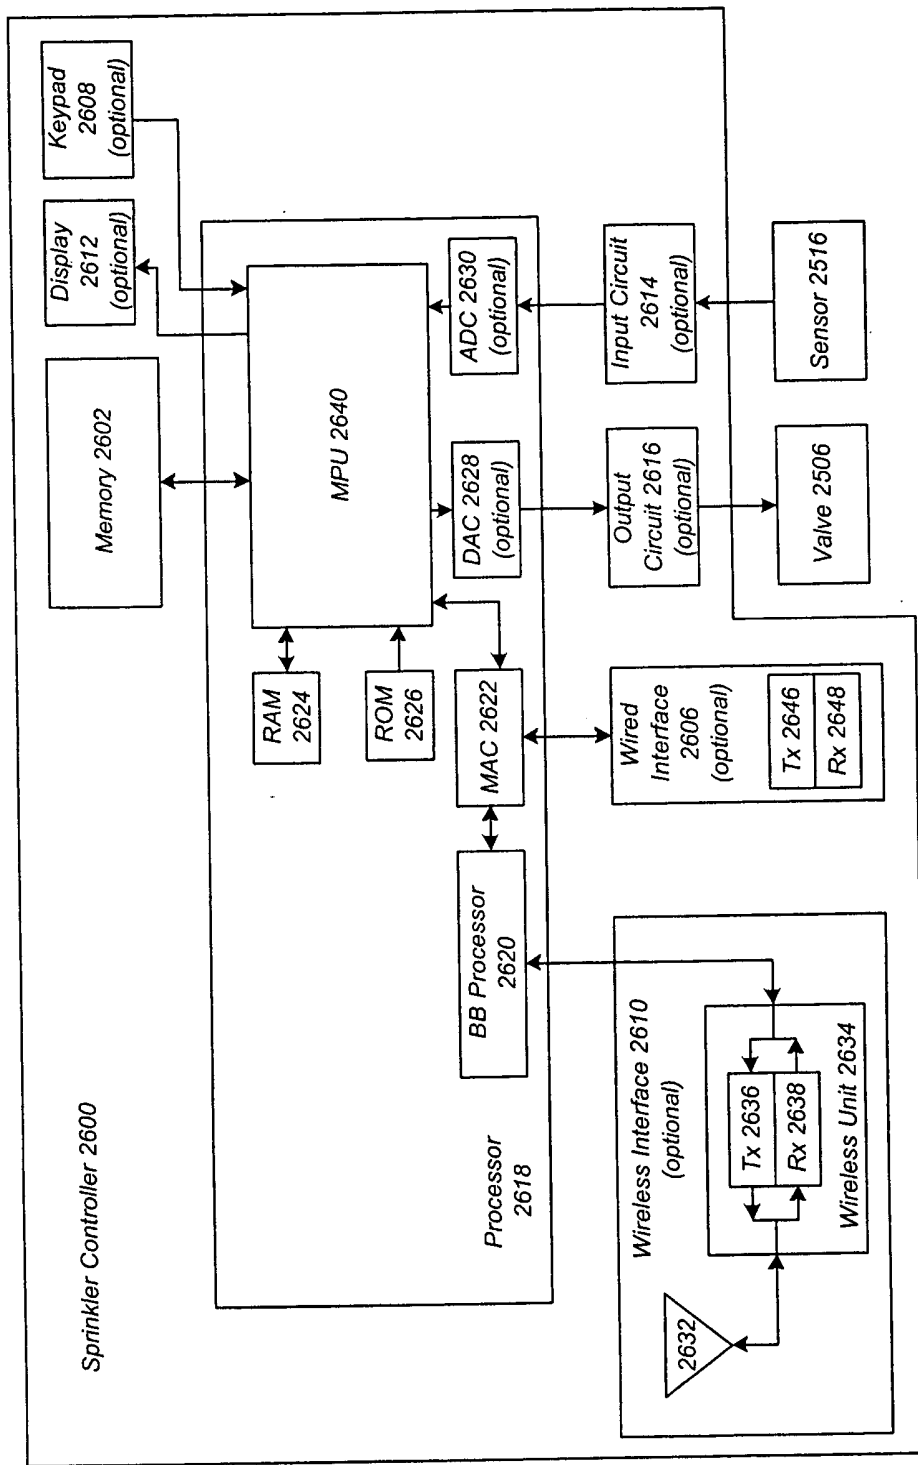 Sprinkler Controller 2600
Memory 2602
Display
2612
(optional)
Keypad
2608
(optional)
Processor
2618
RAM
2624
ROM
2626
MPU 2640
BB Processor
2620
MAC 2622
DAC 2628
(optional)
ADC 2630
(optional)
Wireless Interface 2610
(optional)
2632
Tx 2636
Rx 2638
Wireless Unit 2634
Wired
Interface
2606
(optional)
Tx 2646
Rx 2648
Output
Circuit 2616
(optional)
Input Circuit
2614
(optional)
Valve 2506
Sensor 2516